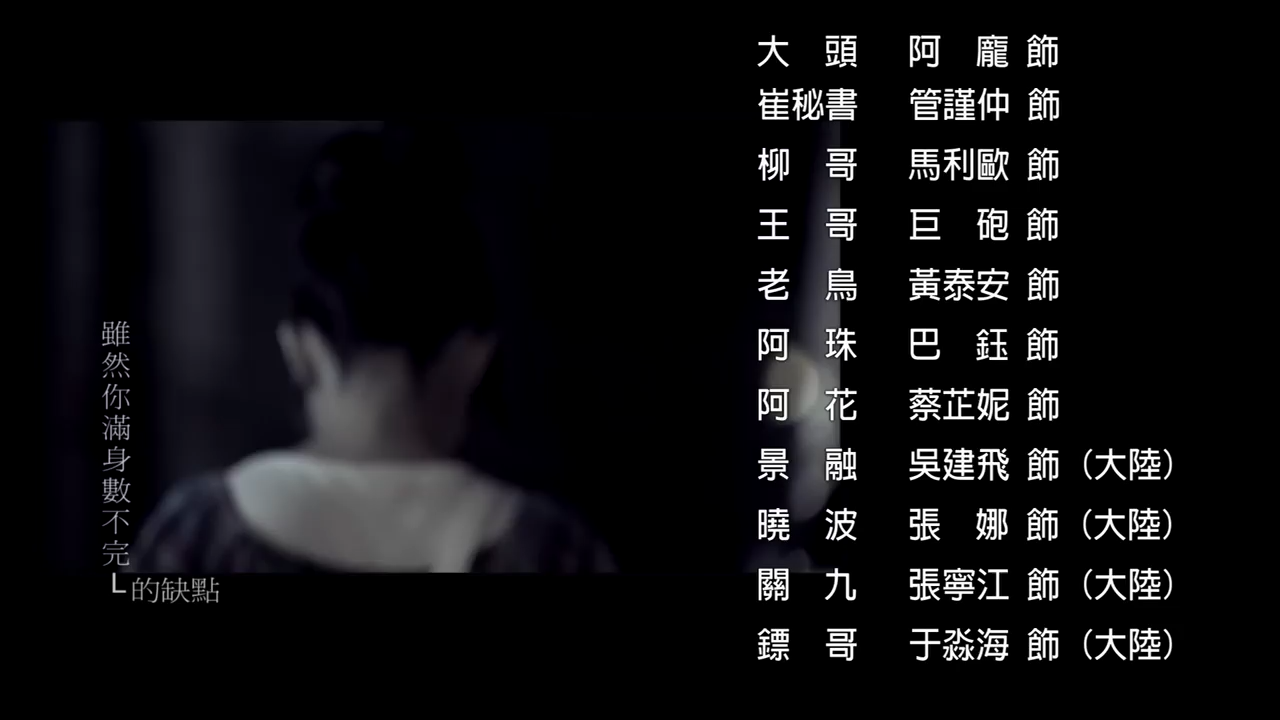 大頭 阿龐 飾
崔秘書 管謹仲 飾
柳哥 馬利歐 飾
王哥 巨砲 飾
老鳥 黃泰安 飾
阿珠 巴鈺 飾
阿花 蔡芷妮 飾
景融 吳建飛 飾（大陸）
曉波 張娜 飾（大陸）
關九 張寧江 飾（大陸）
鏢哥 于淼海 飾（大陸）
雖然你滿身數不完
的缺點